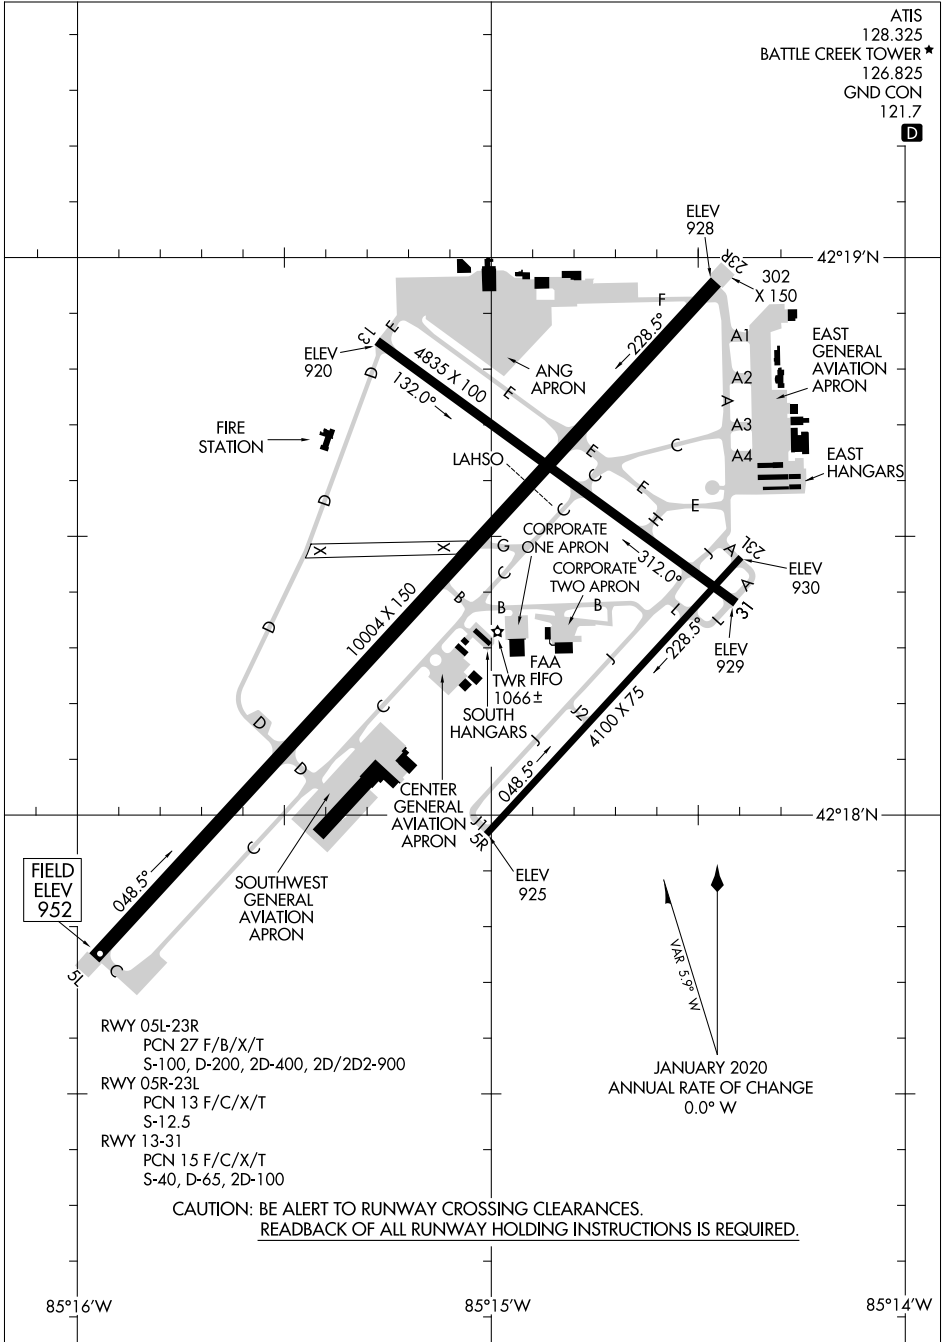 ATIS
128.325
BATTLE CREEK TOWER★
126.825
GND CON
121.7
D
ELEV
928
42°19'N
23R
302
X 150
F
228.5°
A1
EAST
GENERAL
AVIATION
APRON
13
E
ELEV
920
4835 X 100
132.0°
ANG
APRON
D
E
A2
A
A3
A4
FIRE
STATION
LAHSO
E
C
C
EAST
HANGARS
E
E
D
C
H
X
X
G
CORPORATE
ONE APRON
312.0°
J
A
23L
ELEV
930
C
CORPORATE
TWO APRON
A
B
B
B
L
L
31
10004 X 150
228.5°
ELEV
929
D
TWR
1066±
FAA
FIFO
J
SOUTH
HANGARS
C
J2
4100 X 75
D
J
D
048.5°
CENTER
GENERAL
AVIATION
APRON
J1
5R
42°18'N
C
ELEV
925
FIELD
ELEV
952
048.5°
SOUTHWEST
GENERAL
AVIATION
APRON
5L
C
VAR 5.9° W
RWY 05L-23R
PCN 27 F/B/X/T
S-100, D-200, 2D-400, 2D/2D2-900
RWY 05R-23L
PCN 13 F/C/X/T
S-12.5
RWY 13-31
PCN 15 F/C/X/T
S-40, D-65, 2D-100
JANUARY 2020
ANNUAL RATE OF CHANGE
0.0° W
CAUTION: BE ALERT TO RUNWAY CROSSING CLEARANCES.
READBACK OF ALL RUNWAY HOLDING INSTRUCTIONS IS REQUIRED.
85°16'W
85°15'W
85°14'W